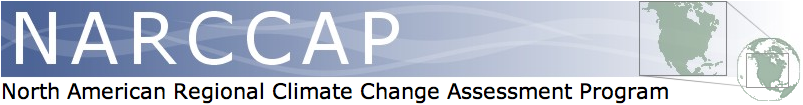 NARCCAP
North American Regional Climate Change Assessment Program